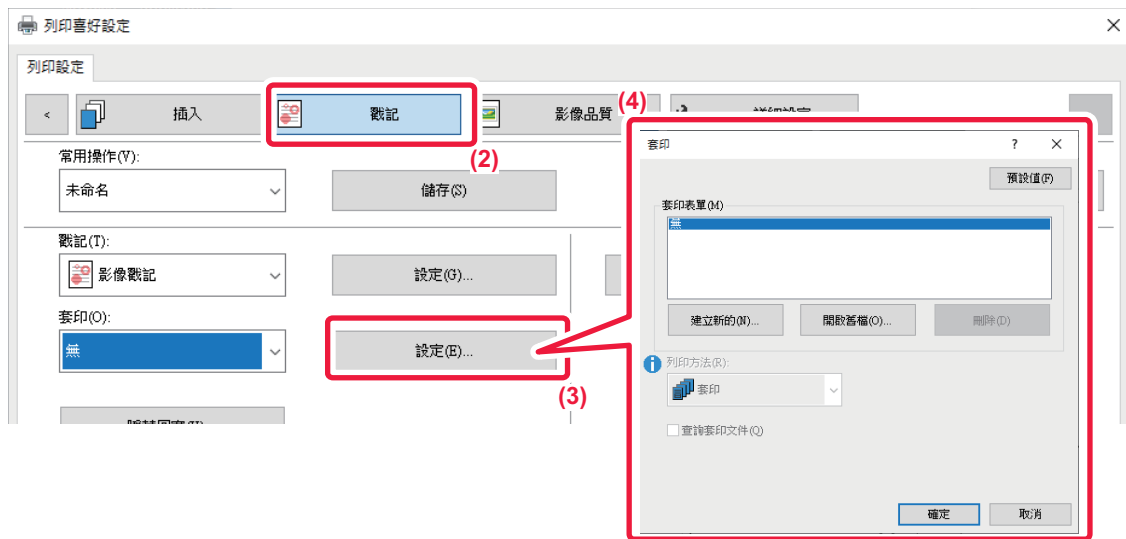 列印喜好設定
列印設定
<
插入
戳記
影像品質
(4)
(2)
常用操作(V):
未命名
儲存(S)
戳記(T):
影像戳記
設定(G)...
套印(O):
無
設定(E)...
(3)
套印
?
預設值(F)
套印表單(M)
無
建立新的(N)...
開啟舊檔(O)...
刪除(D)
列印方法(R):
套印
查詢套印文件(Q)
確定
取消